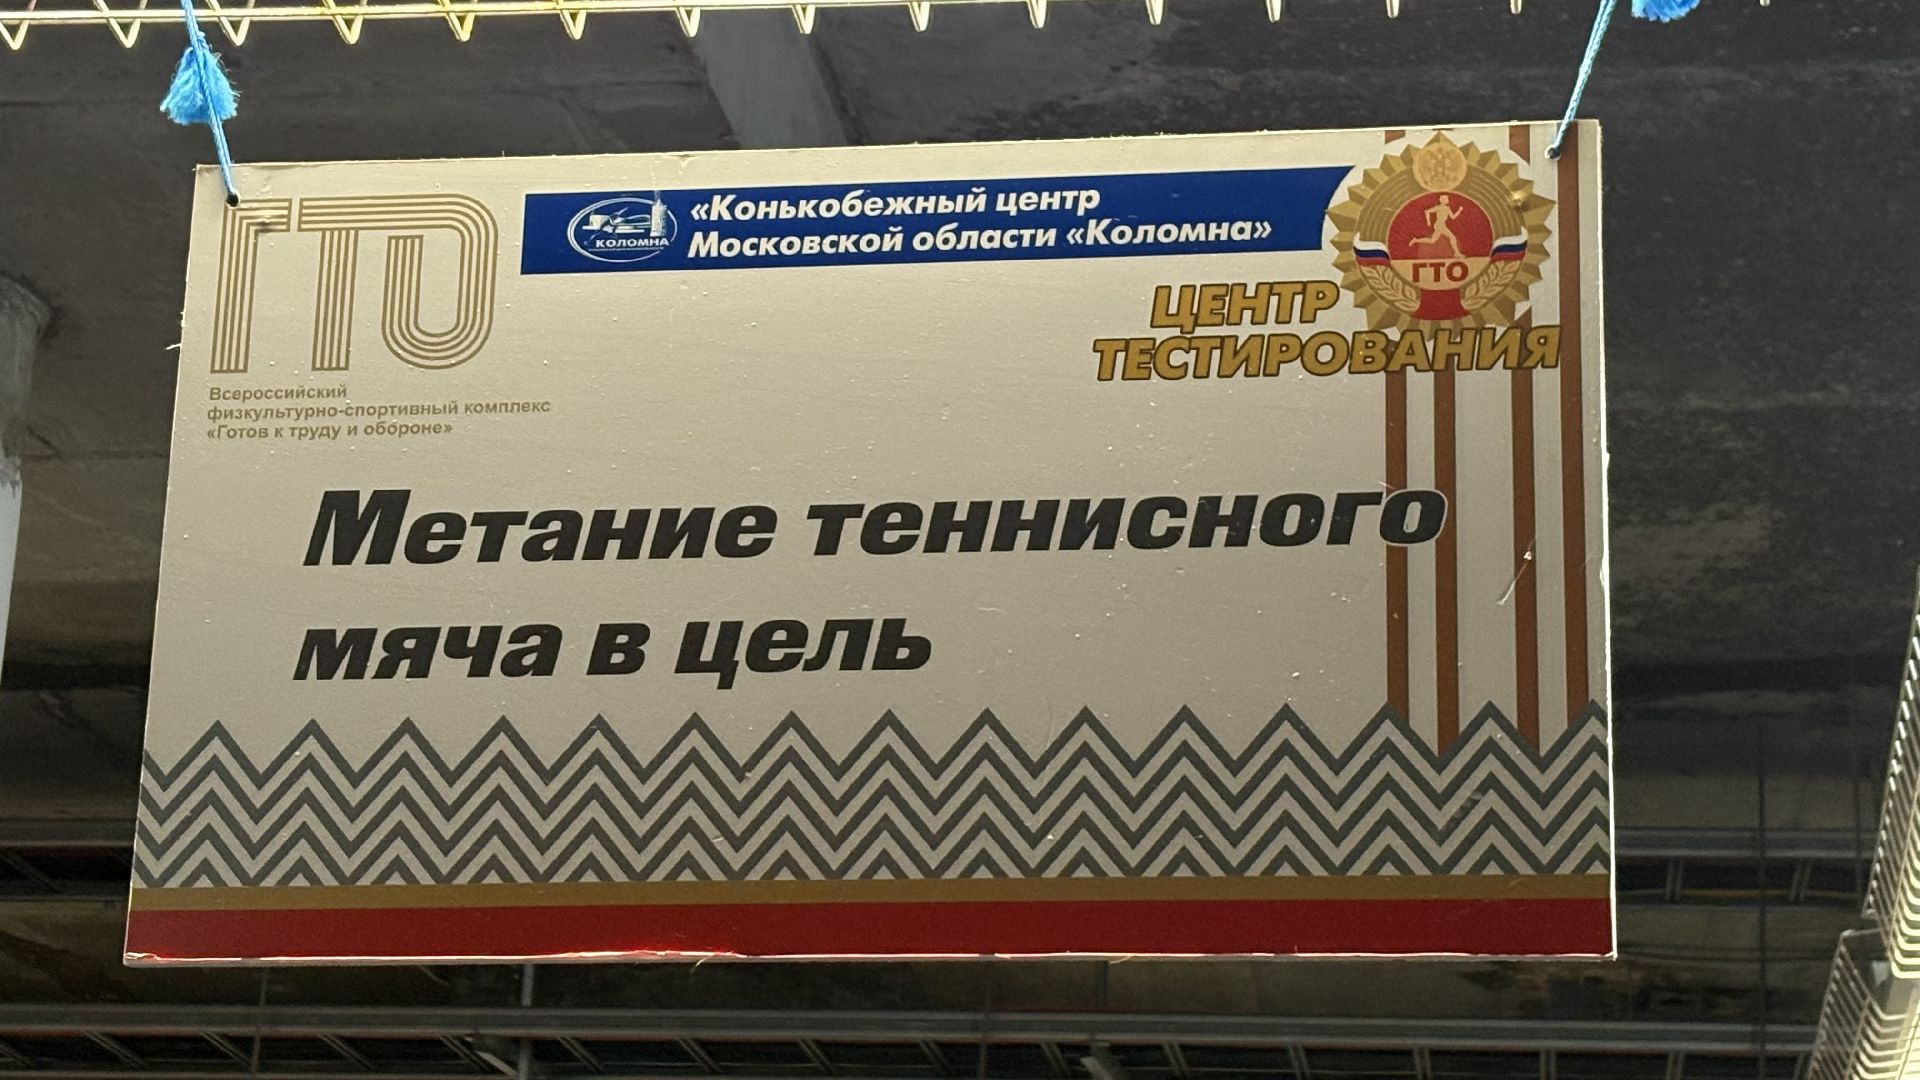 ГТО
Всероссийский
физкультурно-спортивный комплекс
«Готов к труду и обороне»
КОЛОМНА
«Конькобежный центр
Московской области «Коломна»
ГТО
ЦЕНТР
ТЕСТИРОВАНИЯ
Метание теннисного
мяча в цель